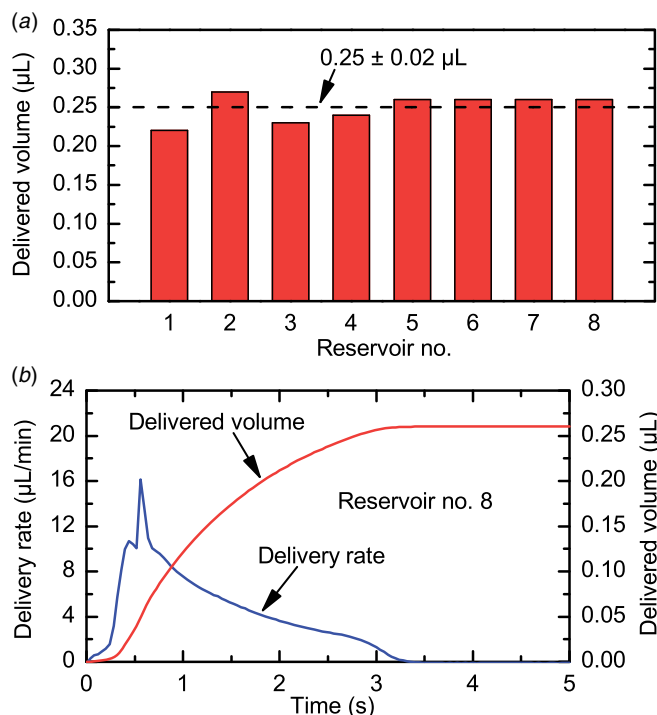 (a)
0.35
0.30
0.25
0.20
0.15
0.10
0.05
0.00
Delivered volume (µL)
0.25 ± 0.02 µL
1 2 3 4 5 6 7 8
Reservoir no.
(b)
24
20
16
12
8
4
0
Delivery rate (µL/min)
Delivered volume
Reservoir no. 8
Delivery rate
0.30
0.25
0.20
0.15
0.10
0.05
0.00
Delivered volume (µL)
0 1 2 3 4 5
Time (s)